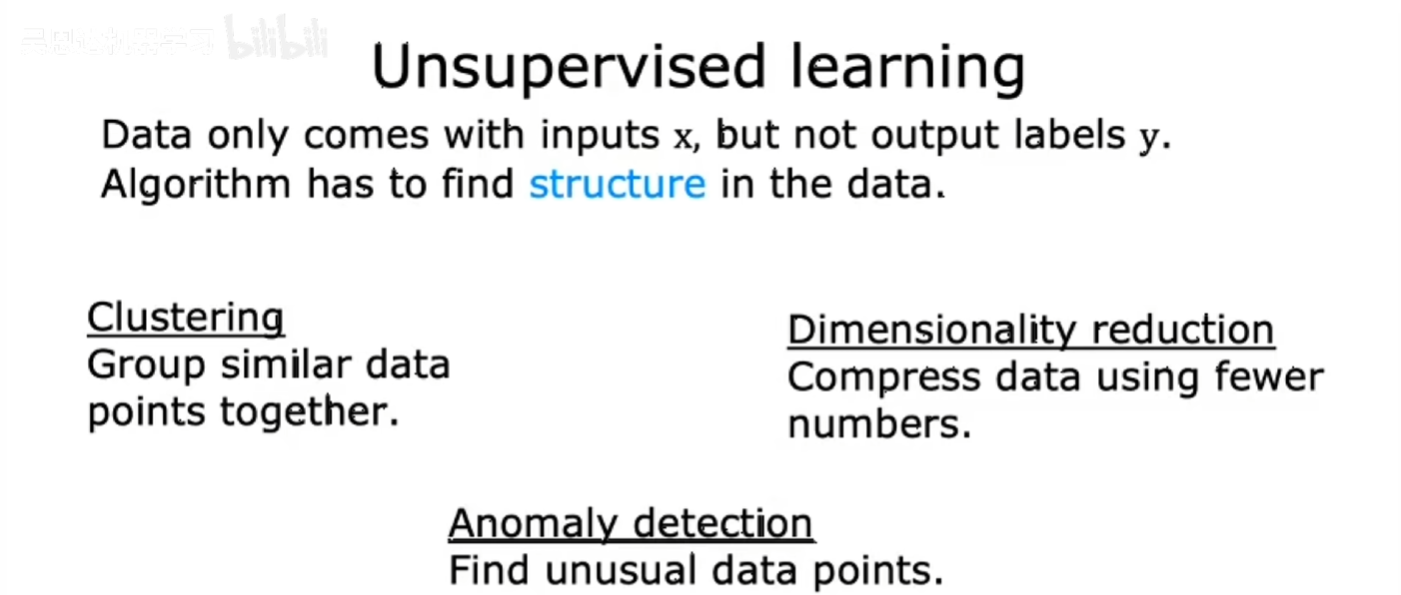 bilibili
Unsupervised learning
Data only comes with inputs x, but not output labels y.
Algorithm has to find structure in the data.
Clustering
Group similar data
points together.
Dimensionality reduction
Compress data using fewer
numbers.
Anomaly detection
Find unusual data points.